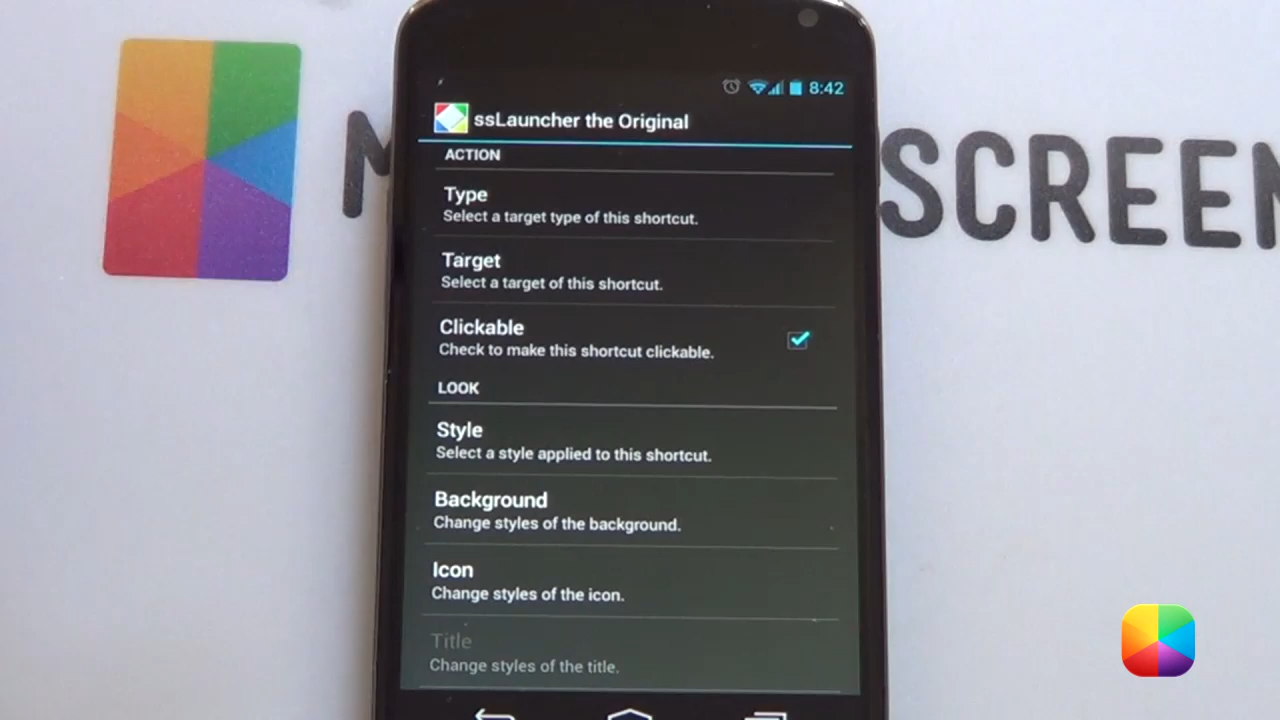 8:42
ssLauncher the Original
ACTION
Type
Select a target type of this shortcut.
Target
Select a target of this shortcut.
Clickable
Check to make this shortcut clickable.
LOOK
Style
Select a style applied to this shortcut.
Background
Change styles of the background.
Icon
Change styles of the icon.
Title
Change styles of the title.
M SCREEN